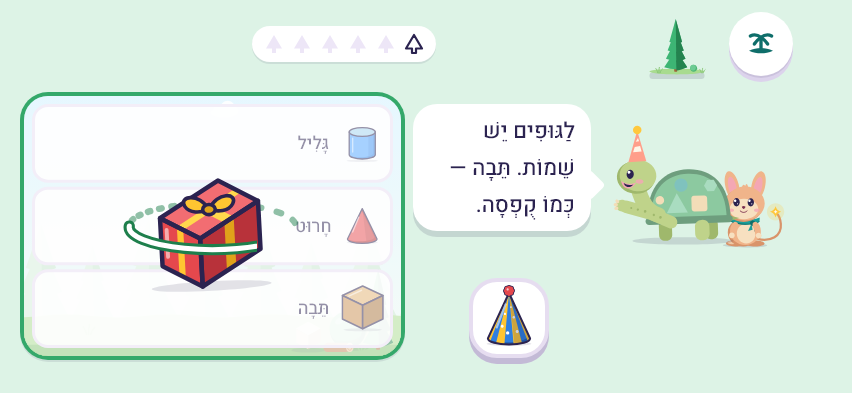 לַגּוּפִים יֵשׁ
שֵׁמוֹת. תֵּבָה –
כְּמוֹ קֻפְסָה.
גָּלִיל
חָרוּט
תֵּבָה